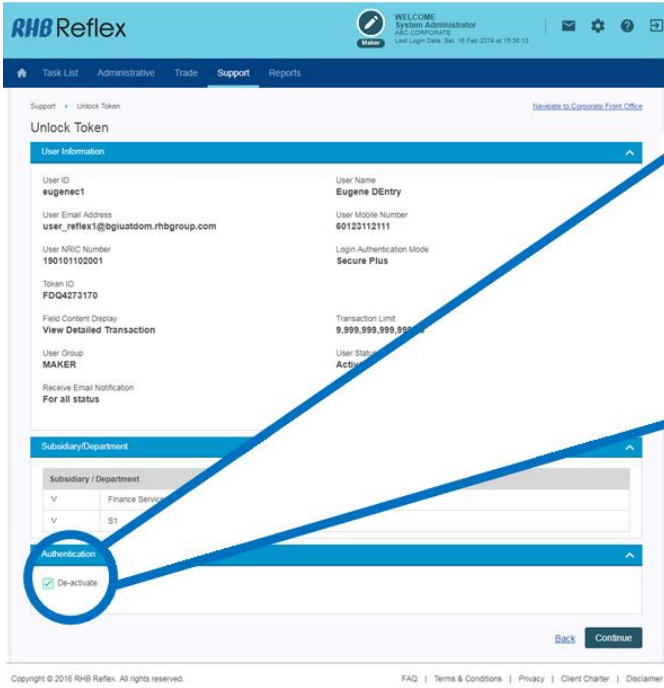 RHB Reflex
WELCOME
System Administrator
ABC CORPORATE
Last Login Date: Sat, 16 Feb 2019 at 15:38:13
Maker
Task List Administrative Trade Support Reports
Support Unlock Token
Navigate to Corporate Front Office
Unlock Token
User Information
User ID
eugenec1
User Name
Eugene DEntry
User Email Address
user_reflex1@bgiuatdom.rhbgroup.com
User Mobile Number
60123112111
User NRIC Number
190101102001
Login Authentication Mode
Secure Plus
Token ID
FDQ4273170
Field Content Display
View Detailed Transaction
Transaction Limit
User Group
MAKER
User Status
Receive Email Notification
For all status
Subsidiary/Department
Subsidiary / Department
V Finance Service
V S1
Authentication
De-activate
Back Continue
Copyright © 2016 RHB Reflex. All rights reserved.
FAQ | Terms & Conditions | Privacy | Client Charter | Disclaimer